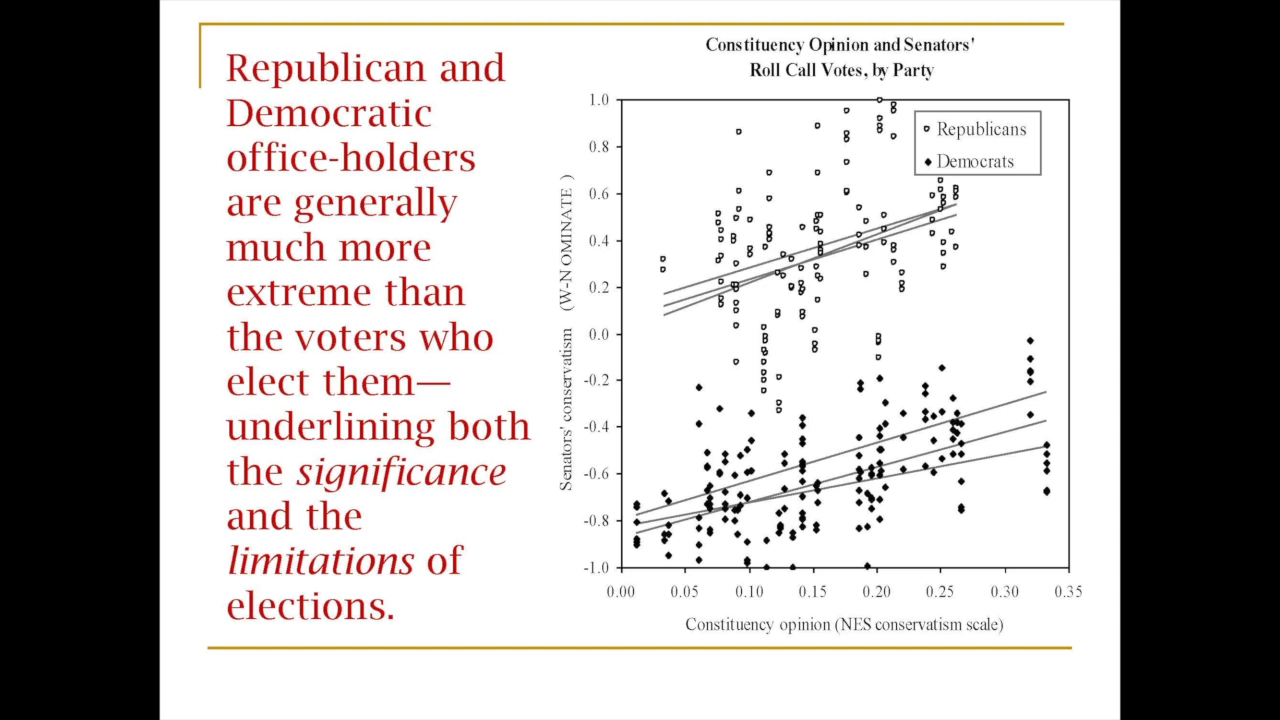 Republican and
Democratic
office-holders
are generally
much more
extreme than
the voters who
elect them—
underlining both
the significance
and the
limitations of
elections.
Constituency Opinion and Senators'
Roll Call Votes, by Party
Republicans
Democrats
Senators' conservatism (W-NOMINATE )
1.0
0.8
0.6
0.4
0.2
0.0
-0.2
-0.4
-0.6
-0.8
-1.0
0.00 0.05 0.10 0.15 0.20 0.25 0.30 0.35
Constituency opinion (NES conservatism scale)